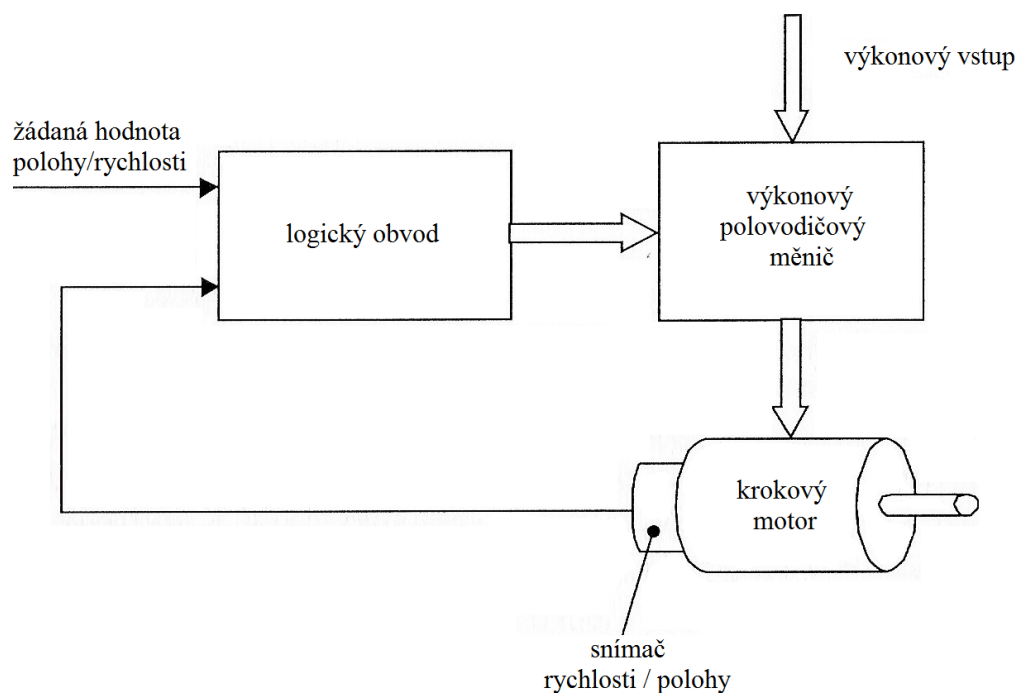 výkonový vstup
žádaná hodnota
polohy/rychlosti
logický obvod
výkonový
polovodičový
měnič
krokový
motor
snímač
rychlosti / polohy